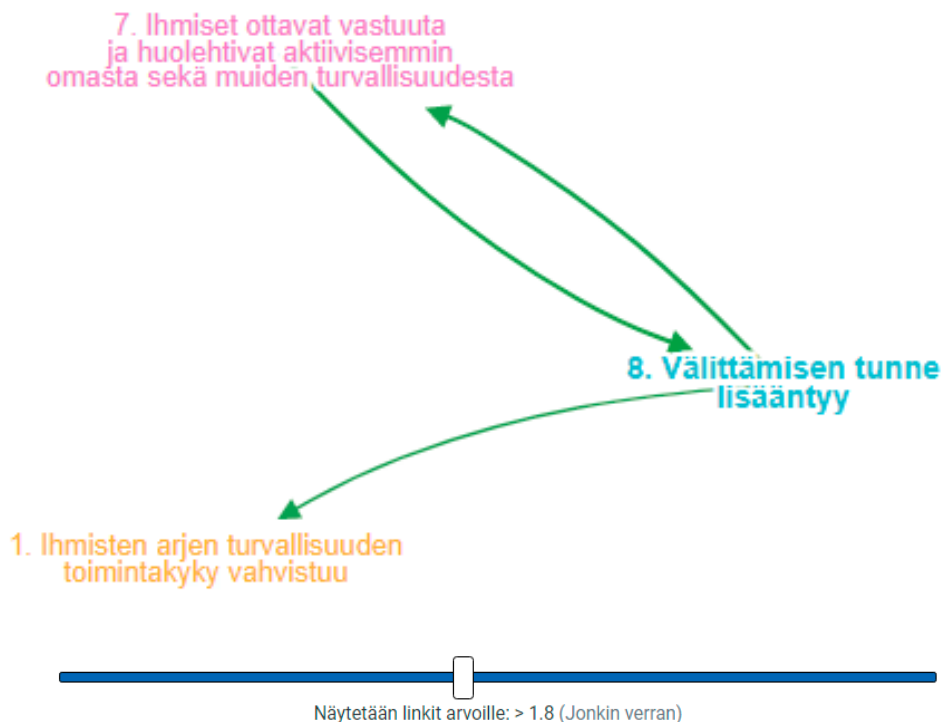 7. Ihmiset ottavat vastuuta
ja huolehtivat aktiivisemmin
omasta sekä muiden turvallisuudesta
8. Välittämisen tunne
lisääntyy
1. Ihmisten arjen turvallisuuden
toimintakyky vahvistuu
Näytetään linkit arvoille: > 1.8 (Jonkin verran)